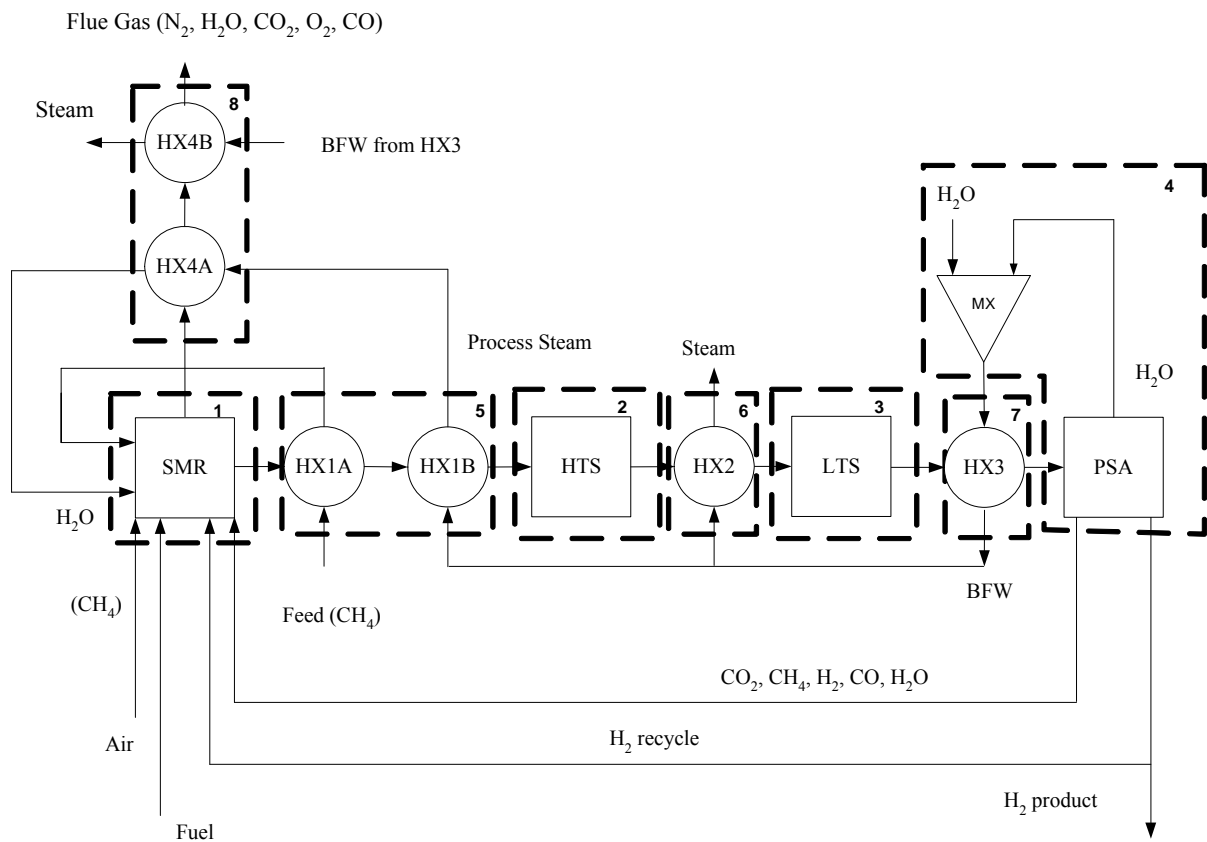 Flue Gas (N₂, H₂O, CO₂, O₂, CO)
8
Steam
HX4B
BFW from HX3
4
H₂O
HX4A
MX
Process Steam
Steam
H₂O
1
5
2
6
3
7
SMR
HX1A
HX1B
HTS
HX2
LTS
HX3
PSA
H₂O
(CH₄)
Feed (CH₄)
BFW
CO₂, CH₄, H₂, CO, H₂O
Air
H₂ recycle
H₂ product
Fuel